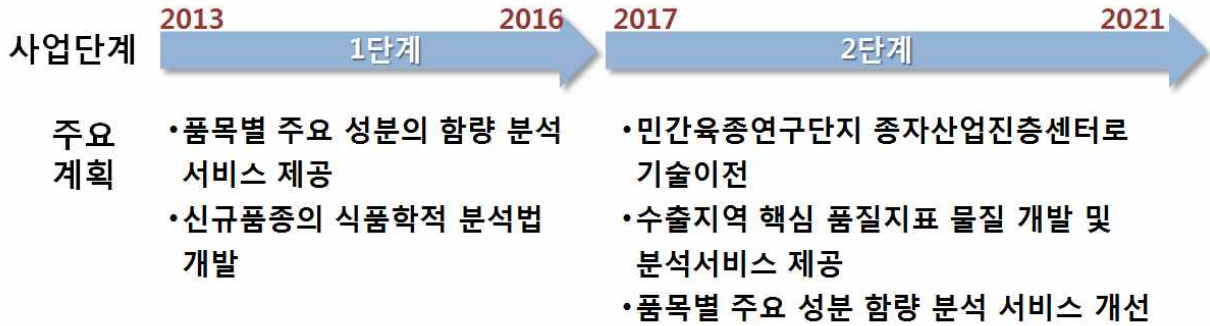 2013 2016 2017 2021
사업단계 1단계 2단계
주요
계획
•품목별 주요 성분의 함량 분석
서비스 제공
•신규품종의 식품학적 분석법
개발
•민간육종연구단지 종자산업진층센터로
기술이전
•수출지역 핵심 품질지표 물질 개발 및
분석서비스 제공
•품목별 주요 성분 함량 분석 서비스 개선